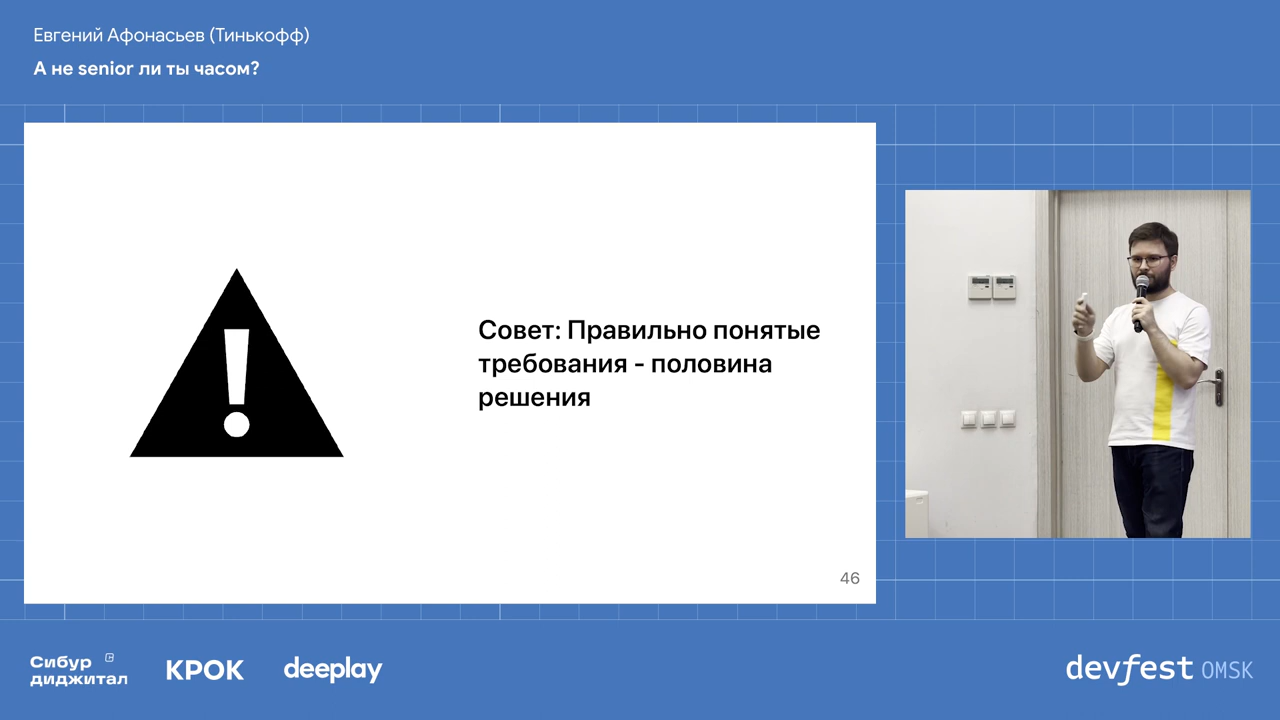 Евгений Афонасьев (Тинькофф)
А не senior ли ты часом?
Совет: Правильно понятые
требования - половина
решения
46
Сибур
диджитал
КРОК
deeplay
devfest OMSK